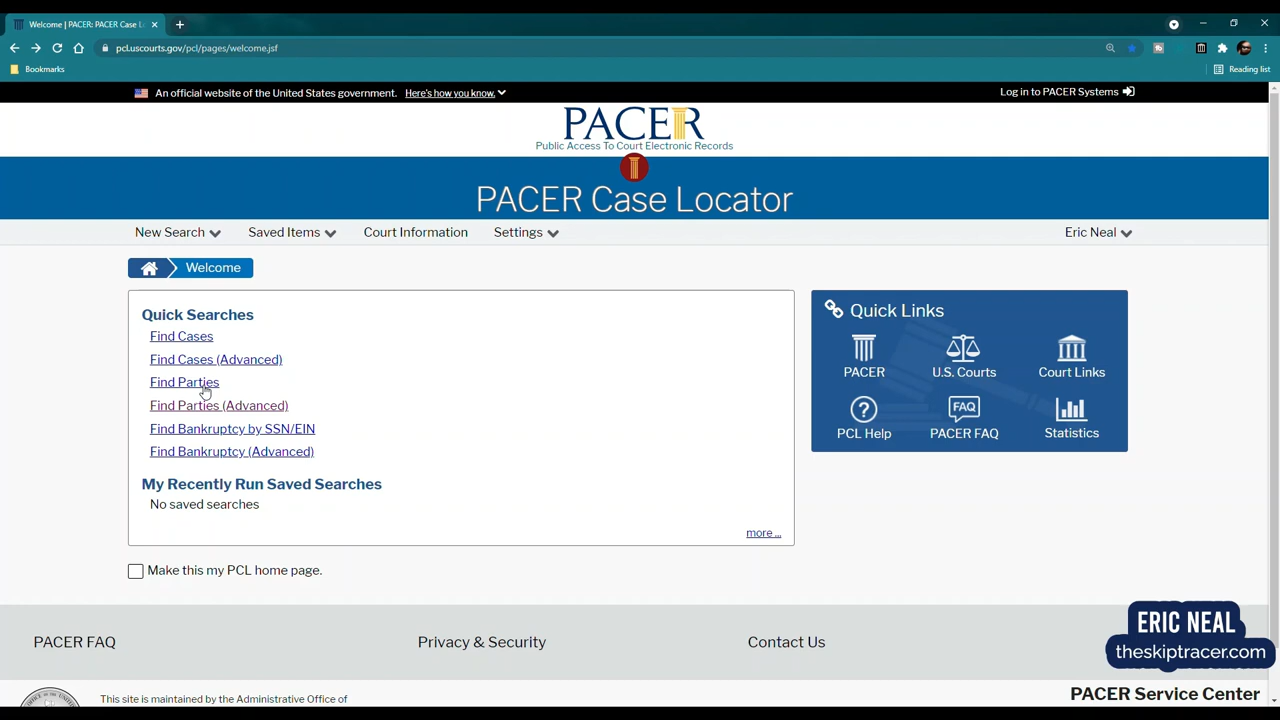 Welcome | PACER: PACER Case L
pcl.uscourts.gov/pcl/pages/welcome.jsf
Bookmarks
Reading list
An official website of the United States government. Here's how you know.
Log in to PACER Systems
PACER
Public Access To Court Electronic Records
PACER Case Locator
New Search
Saved Items
Court Information
Settings
Eric Neal
Welcome
Quick Searches
Find Cases
Find Cases (Advanced)
Find Parties
Find Parties (Advanced)
Find Bankruptcy by SSN/EIN
Find Bankruptcy (Advanced)
My Recently Run Saved Searches
No saved searches
more ...
Quick Links
PACER
U.S. Courts
Court Links
PCL Help
FAQ
PACER FAQ
Statistics
Make this my PCL home page.
PACER FAQ
Privacy & Security
Contact Us
ERIC NEAL
theskiptracer.com
This site is maintained by the Administrative Office of
PACER Service Center